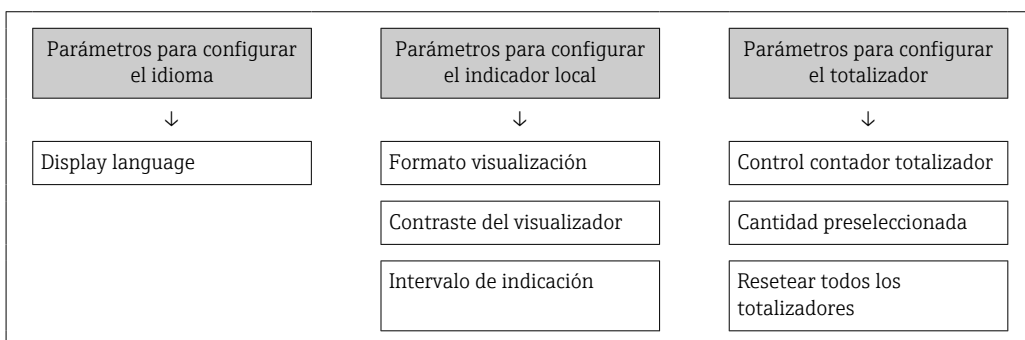 Parámetros para configurar
el idioma
↓
Display language
Parámetros para configurar
el indicador local
↓
Formato visualización
Contraste del visualizador
Intervalo de indicación
Parámetros para configurar
el totalizador
↓
Control contador totalizador
Cantidad preseleccionada
Resetear todos los
totalizadores